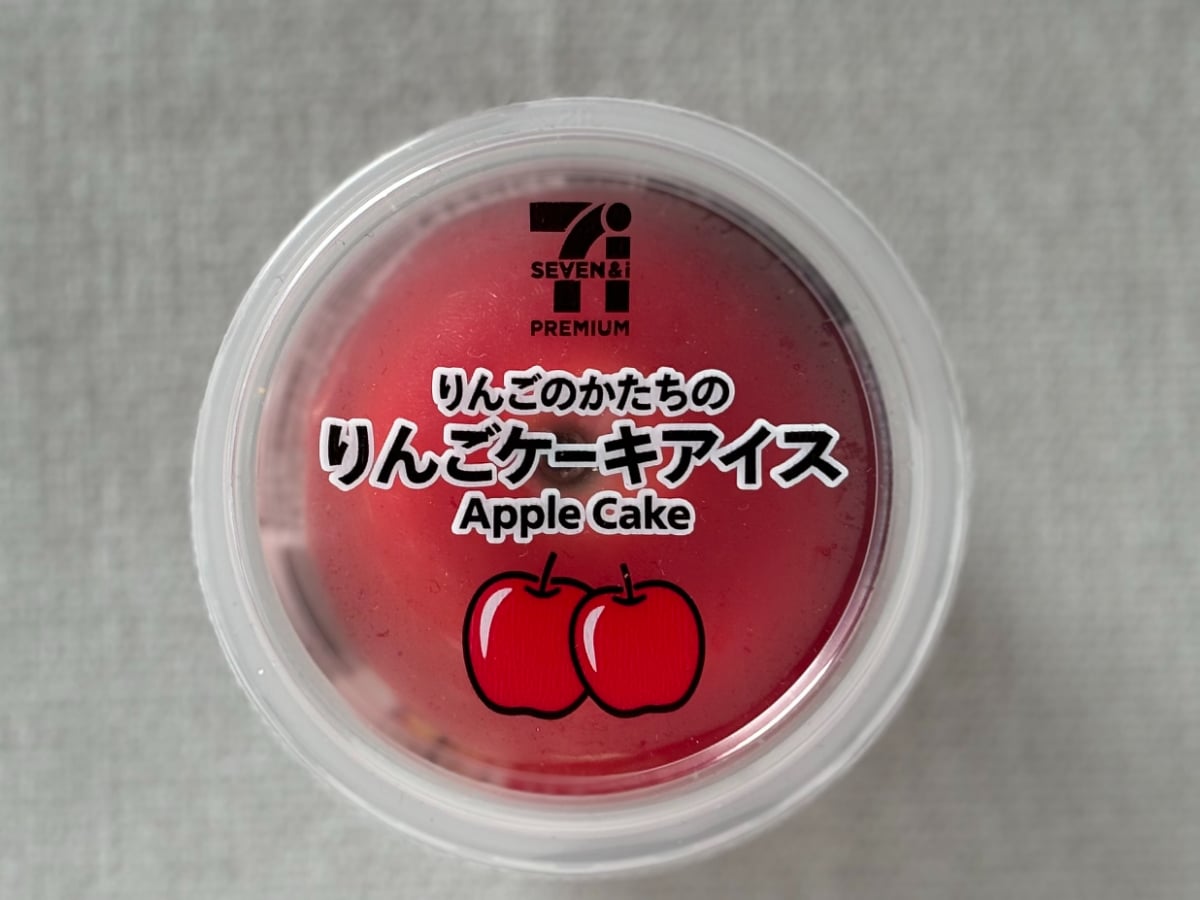 7i
SEVEN&i
PREMIUM
りんごのかたちの
りんごケーキアイス
Apple Cake